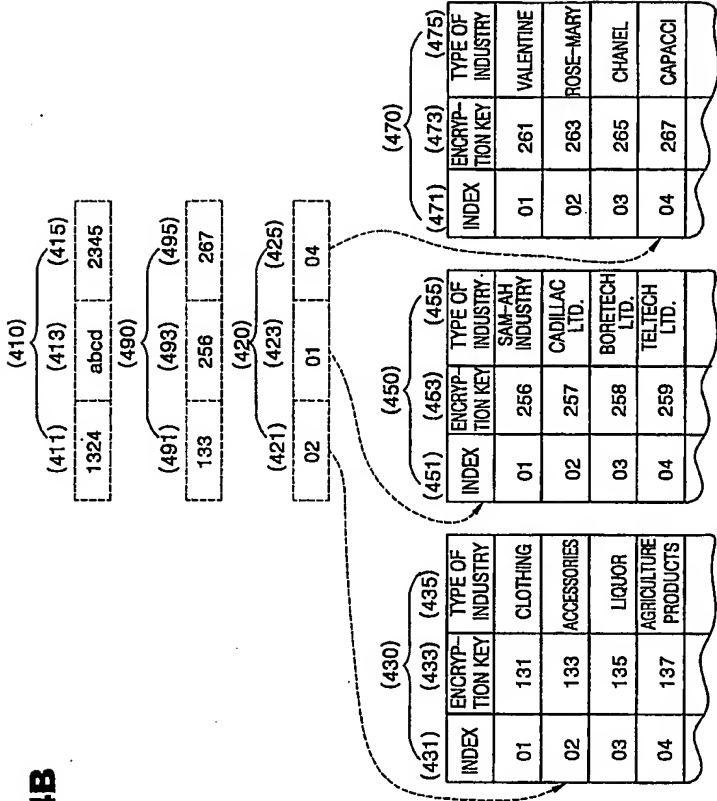 4B
(410)
(411) (413) (415)
1324 abcd 2345
(490)
(491) (493) (495)
133 256 267
(420)
(421) (423) (425)
02 01 04
(430)
(431) (433) (435)
INDEX ENCRYP- TYPE OF
TION KEY INDUSTRY
01 131 CLOTHING
02 133 ACCESSORIES
03 135 LIQUOR
04 137 AGRICULTURE
PRODUCTS
(450)
(451) (453) (455)
INDEX ENCRYP- TYPE OF
TION KEY INDUSTRY.
01 256 SAM-AH
INDUSTRY
02 257 CADILLAC
LTD.
03 258 BORETECH
LTD.
04 259 TELTECH
LTD.
(470)
(471) (473) (475)
INDEX ENCRYP- TYPE OF
TION KEY INDUSTRY
01 261 VALENTINE
02 263 ROSE-MARY
03 265 CHANEL
04 267 CAPACCI